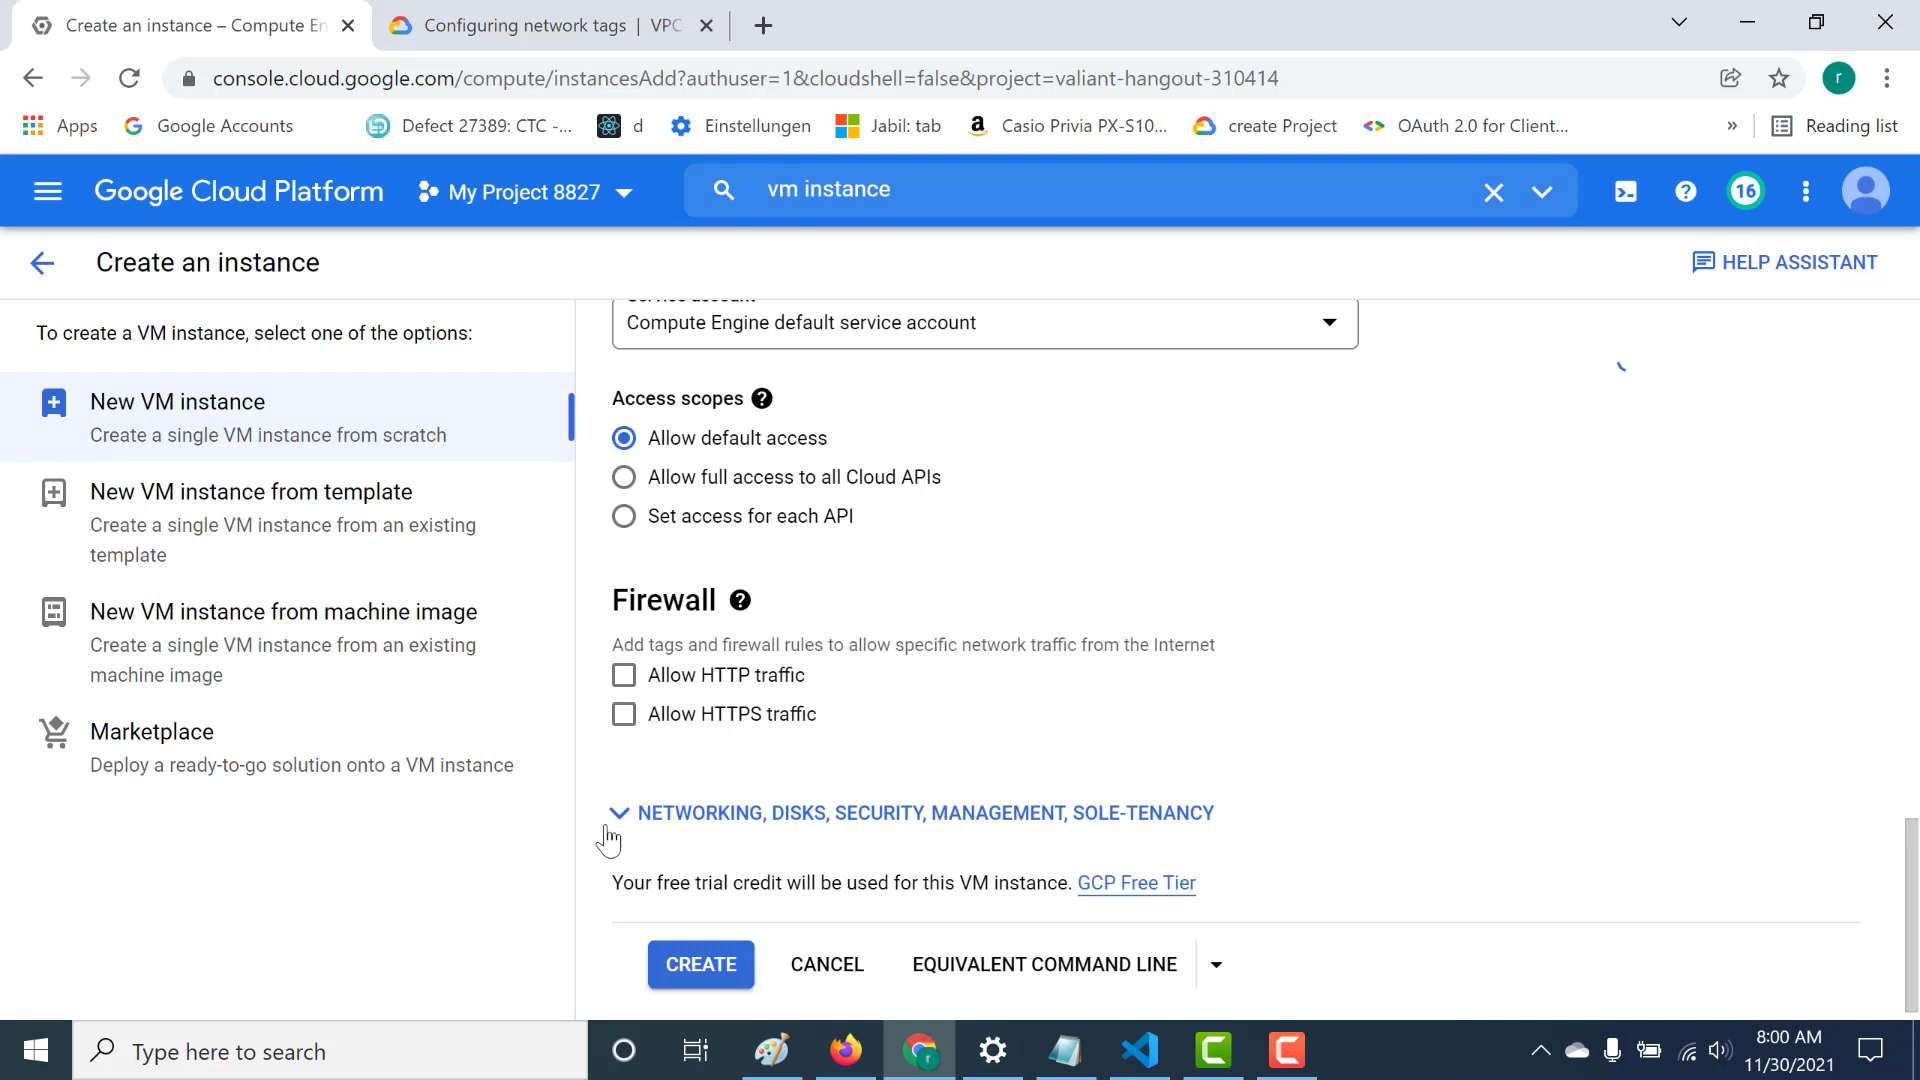 Create an instance – Compute En
Configuring network tags | VPC
console.cloud.google.com/compute/instancesAdd?authuser=1&cloudshell=false&project=valiant-hangout-310414
r
Apps
Google Accounts
Defect 27389: CTC -...
d
Einstellungen
Jabil: tab
Casio Privia PX-S10...
create Project
OAuth 2.0 for Client...
»
Reading list
Google Cloud Platform
My Project 8827
vm instance
16
Create an instance
HELP ASSISTANT
To create a VM instance, select one of the options:
New VM instance
Create a single VM instance from scratch
New VM instance from template
Create a single VM instance from an existing
template
New VM instance from machine image
Create a single VM instance from an existing
machine image
Marketplace
Deploy a ready-to-go solution onto a VM instance
Service account
Compute Engine default service account
Access scopes
Allow default access
Allow full access to all Cloud APIs
Set access for each API
Firewall
Add tags and firewall rules to allow specific network traffic from the Internet
Allow HTTP traffic
Allow HTTPS traffic
NETWORKING, DISKS, SECURITY, MANAGEMENT, SOLE-TENANCY
Your free trial credit will be used for this VM instance. GCP Free Tier
CREATE
CANCEL
EQUIVALENT COMMAND LINE
Type here to search
8:00 AM
11/30/2021